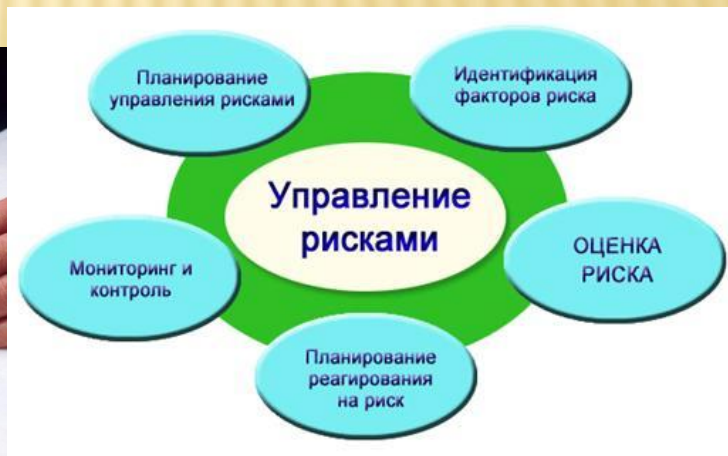 Планирование
управления рисками
Идентификация
факторов риска
Управление
рисками
ОЦЕНКА
РИСКА
Мониторинг и
контроль
Планирование
реагирования
на риск